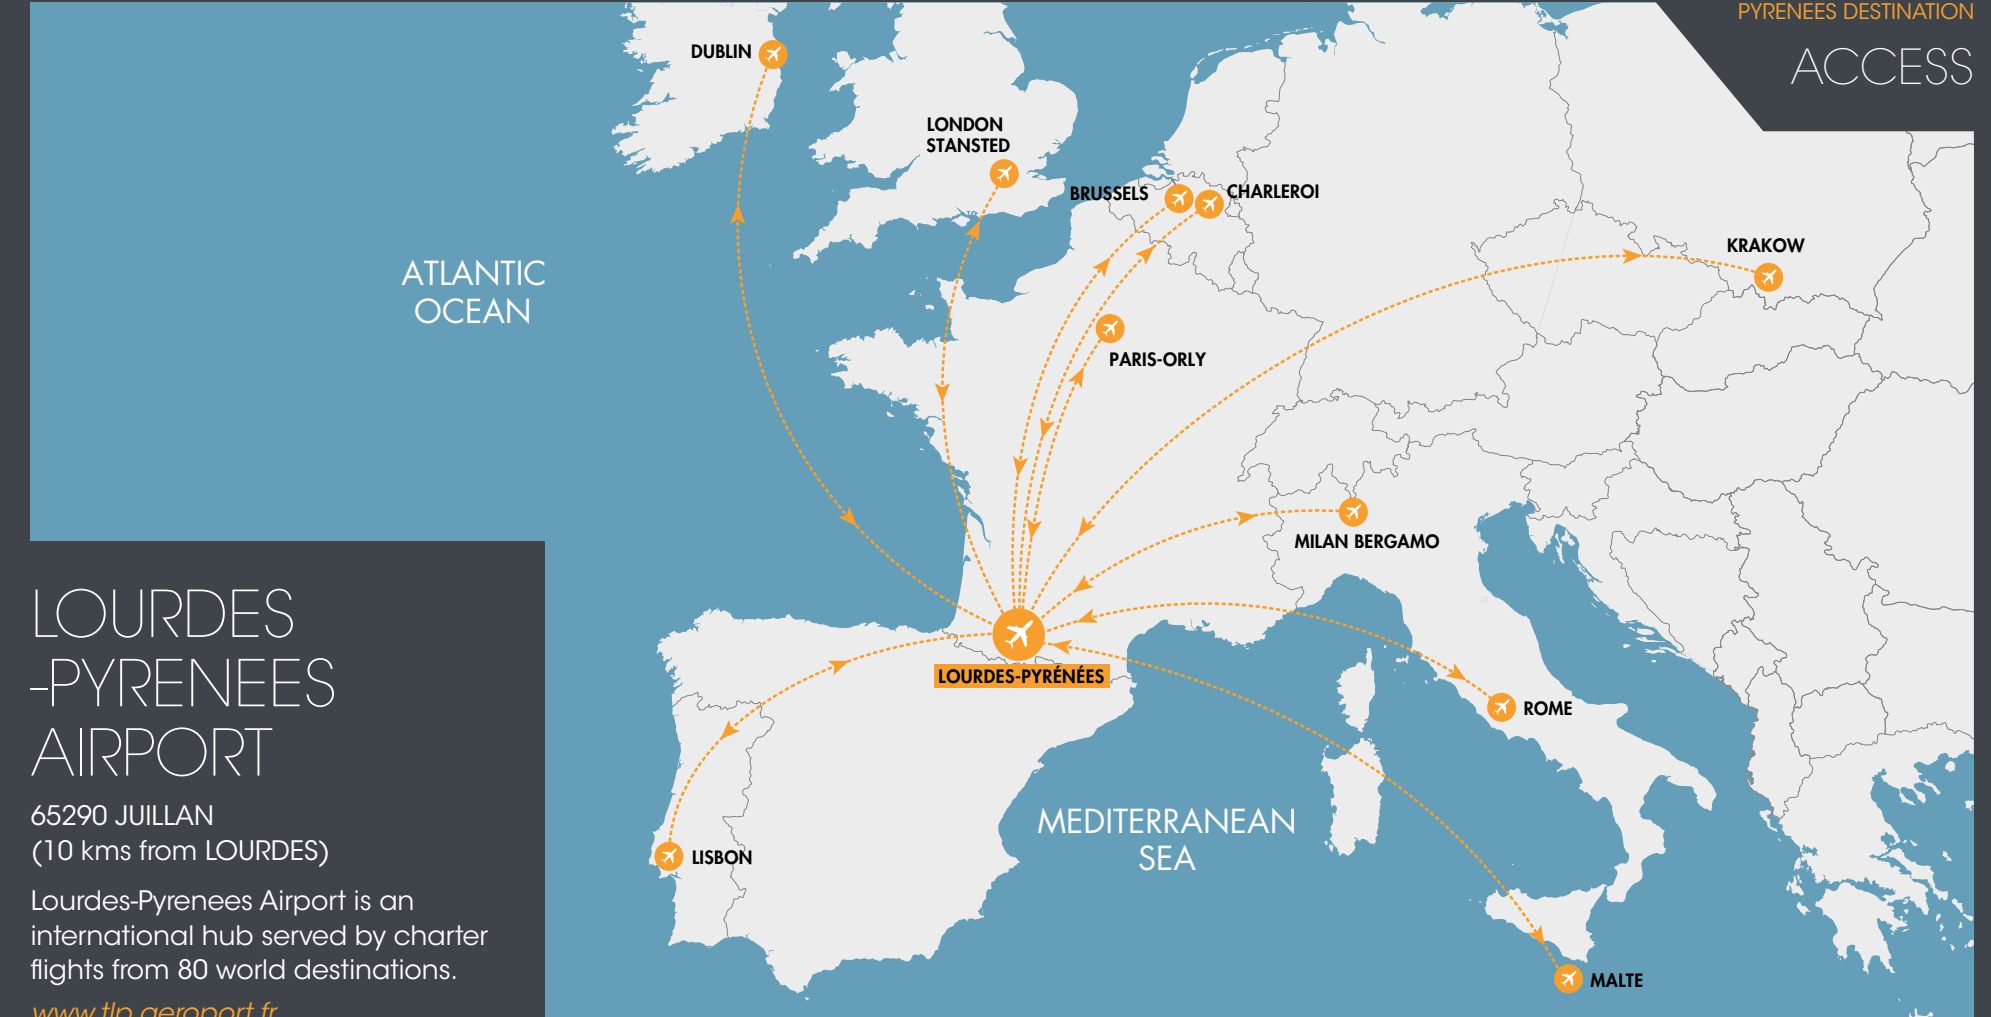 PYRENEES DESTINATION
ACCESS
DUBLIN
LONDON
STANSTED
BRUSSELS
CHARLEROI
KRAKOW
ATLANTIC
OCEAN
PARIS-ORLY
MILAN BERGAMO
LOURDES-PYRÉNÉES
ROME
MEDITERRANEAN
SEA
LISBON
MALTE
LOURDES
-PYRENEES
AIRPORT
65290 JUILLAN
(10 kms from LOURDES)
Lourdes-Pyrenees Airport is an
international hub served by charter
flights from 80 world destinations.
www.tlp.aeroport.fr